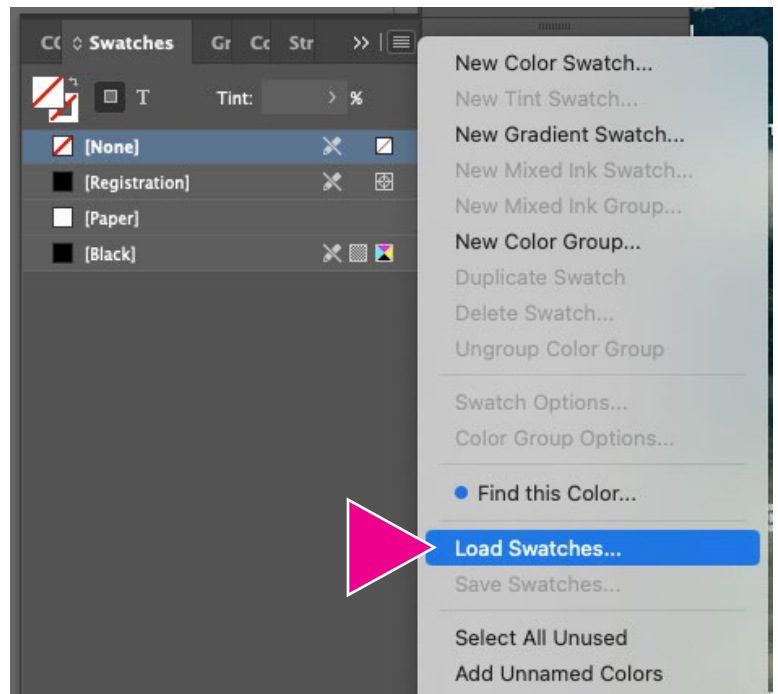 CC Swatches Gr Cc Str
T Tint: %
[None]
[Registration]
[Paper]
[Black]
New Color Swatch...
New Tint Swatch...
New Gradient Swatch...
New Mixed Ink Swatch...
New Mixed Ink Group...
New Color Group...
Duplicate Swatch
Delete Swatch...
Ungroup Color Group
Swatch Options...
Color Group Options...
Find this Color...
Load Swatches...
Save Swatches...
Select All Unused
Add Unnamed Colors